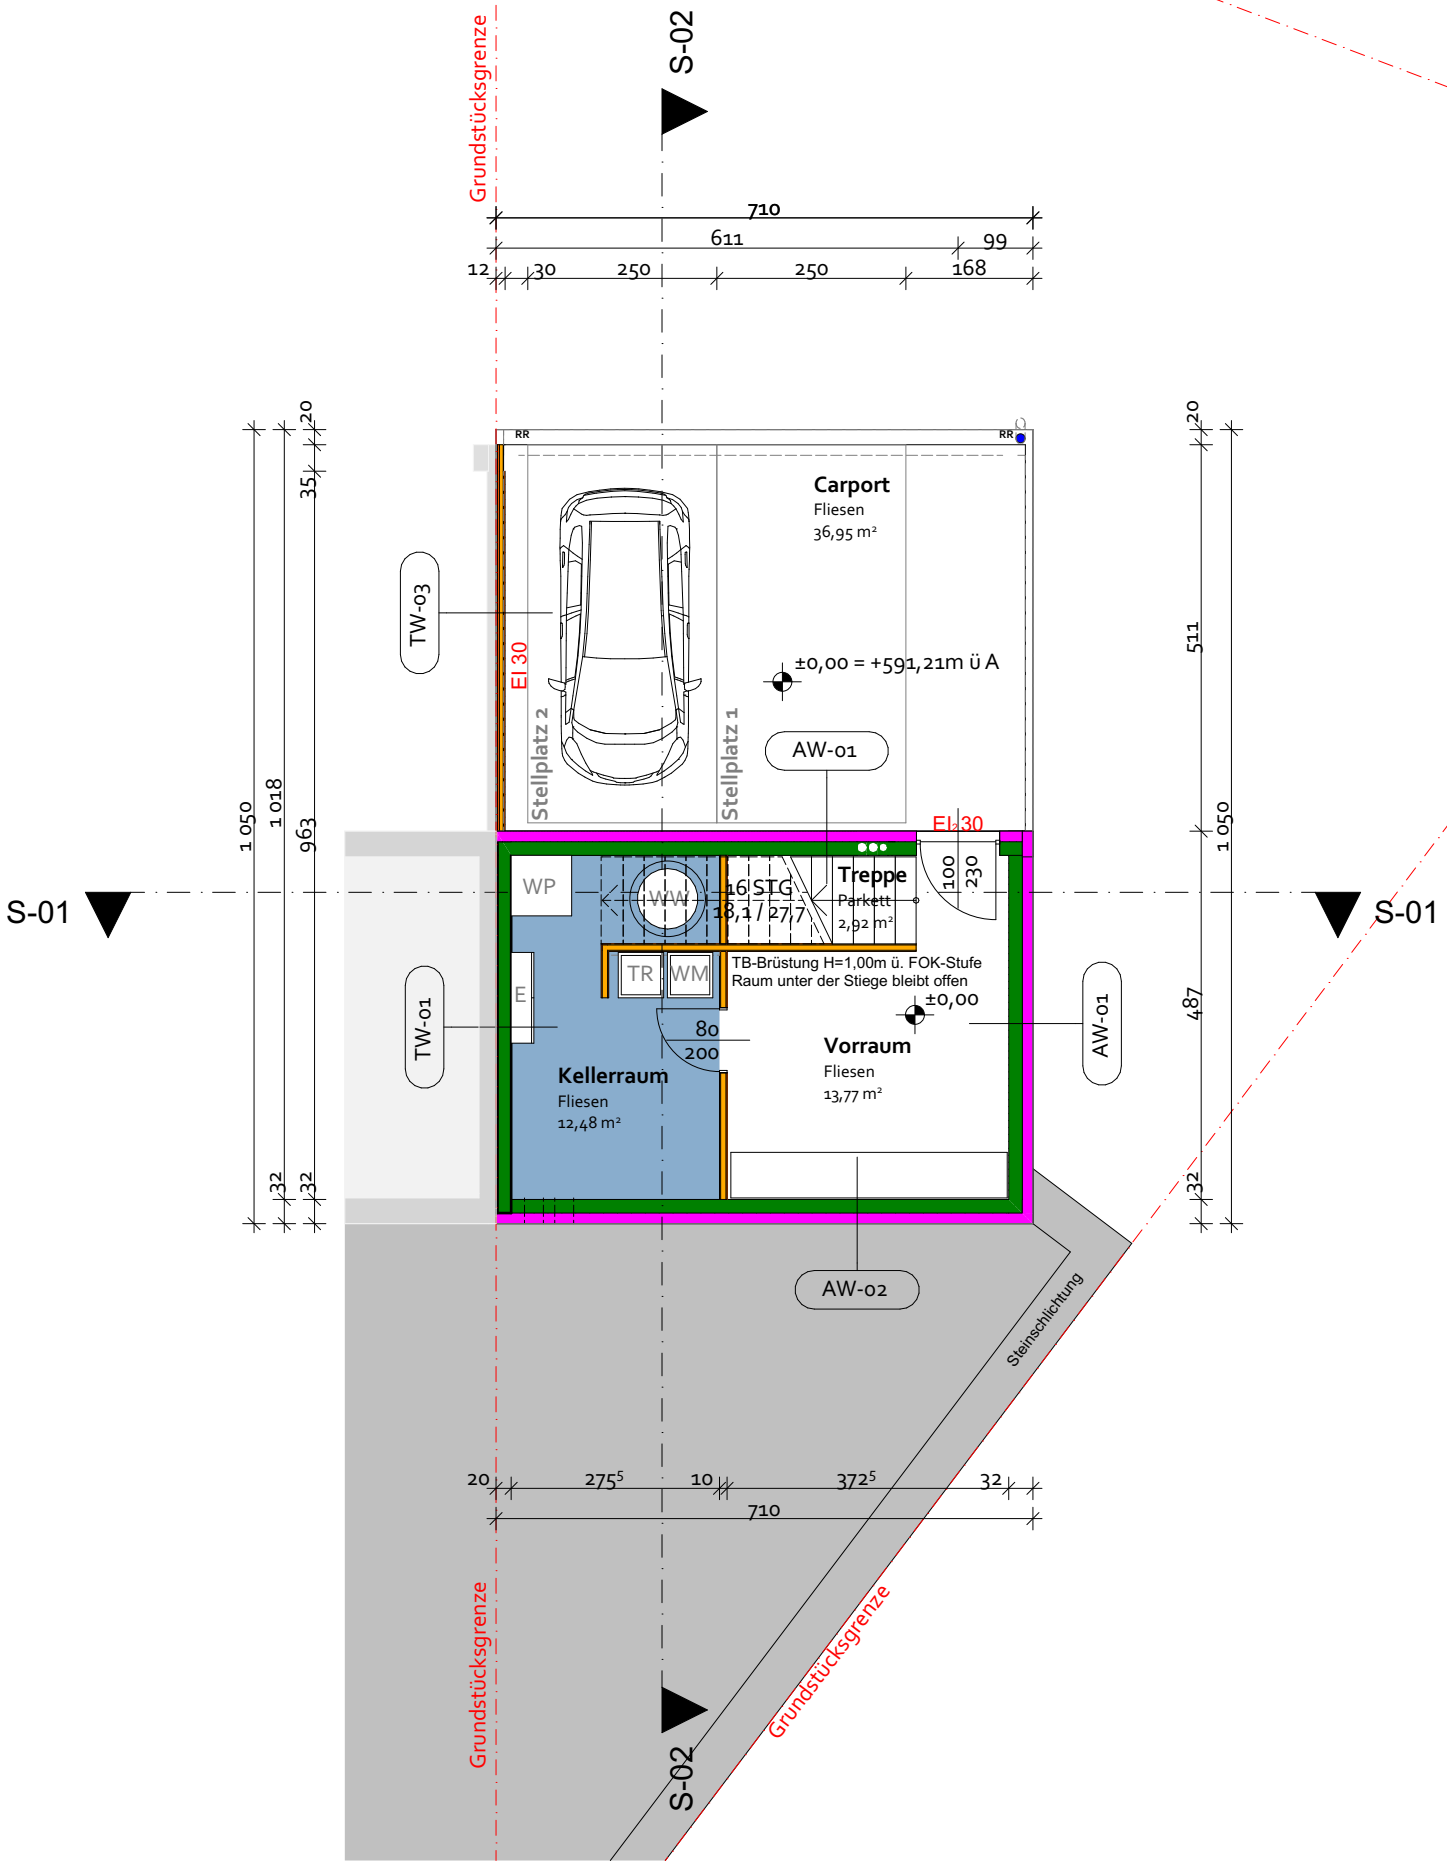 Grundstücksgrenze
S-02
710
611
99
12
30
250
250
168
20
35
1 050
1 018
963
32
32
20
511
487
32
1 050
RR
RR
Carport
Fliesen
36,95 m²
TW-03
EI 30
±0,00 = +591,21m ü A
Stellplatz 2
Stellplatz 1
AW-01
EI₂ 30
100
230
S-01
S-01
WP
WW
16 STG
18,1 / 27,7
Treppe
Parkett
2,92 m²
TR
WM
TB-Brüstung H=1,00m ü. FOK-Stufe
Raum unter der Stiege bleibt offen
±0,00
E
TW-01
AW-01
80
200
Vorraum
Fliesen
13,77 m²
Kellerraum
Fliesen
12,48 m²
AW-02
Steinschlichtung
20
275⁵
10
372⁵
32
710
Grundstücksgrenze
Grundstücksgrenze
S-02